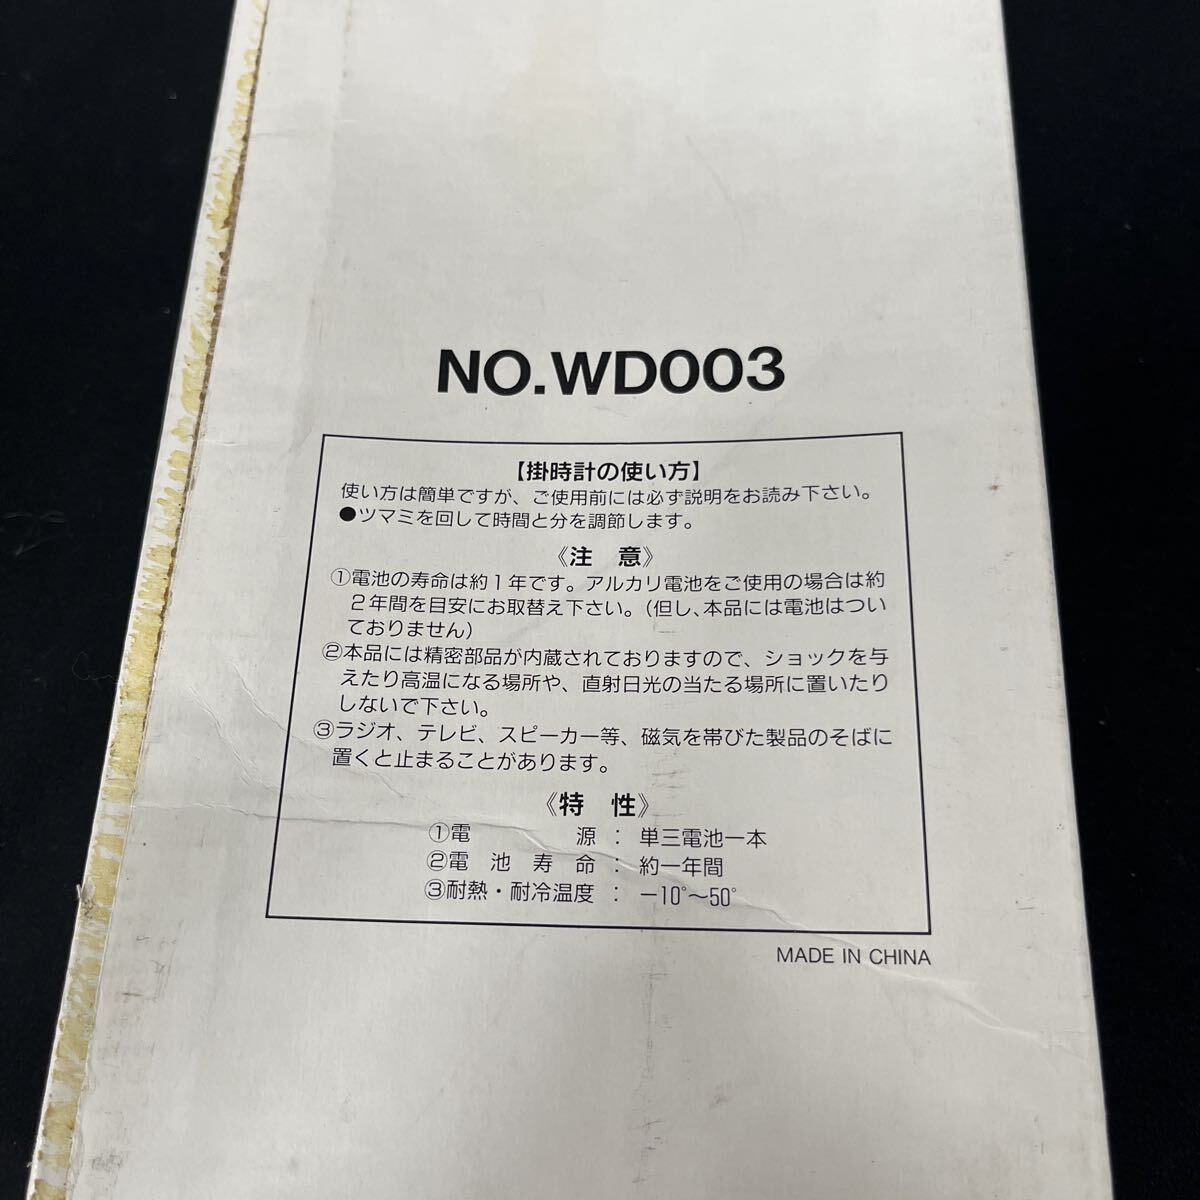 NO.WD003
【掛時計の使い方】
使い方は簡単ですが、ご使用前には必ず説明をお読み下さい。
●ツマミを回して時間と分を調節します。
《注 意》
①電池の寿命は約1年です。アルカリ電池をご使用の場合は約
2年間を目安にお取替え下さい。(但し、本品には電池はつい
ておりません)
②本品には精密部品が内蔵されておりますので、ショックを与
えたり高温になる場所や、直射日光の当たる場所に置いたり
しないで下さい。
③ラジオ、テレビ、スピーカー等、磁気を帯びた製品のそばに
置くと止まることがあります。
《特 性》
①電 源 : 単三電池一本
②電 池 寿 命 : 約一年間
③耐熱・耐冷温度 : −10°〜50°
MADE IN CHINA